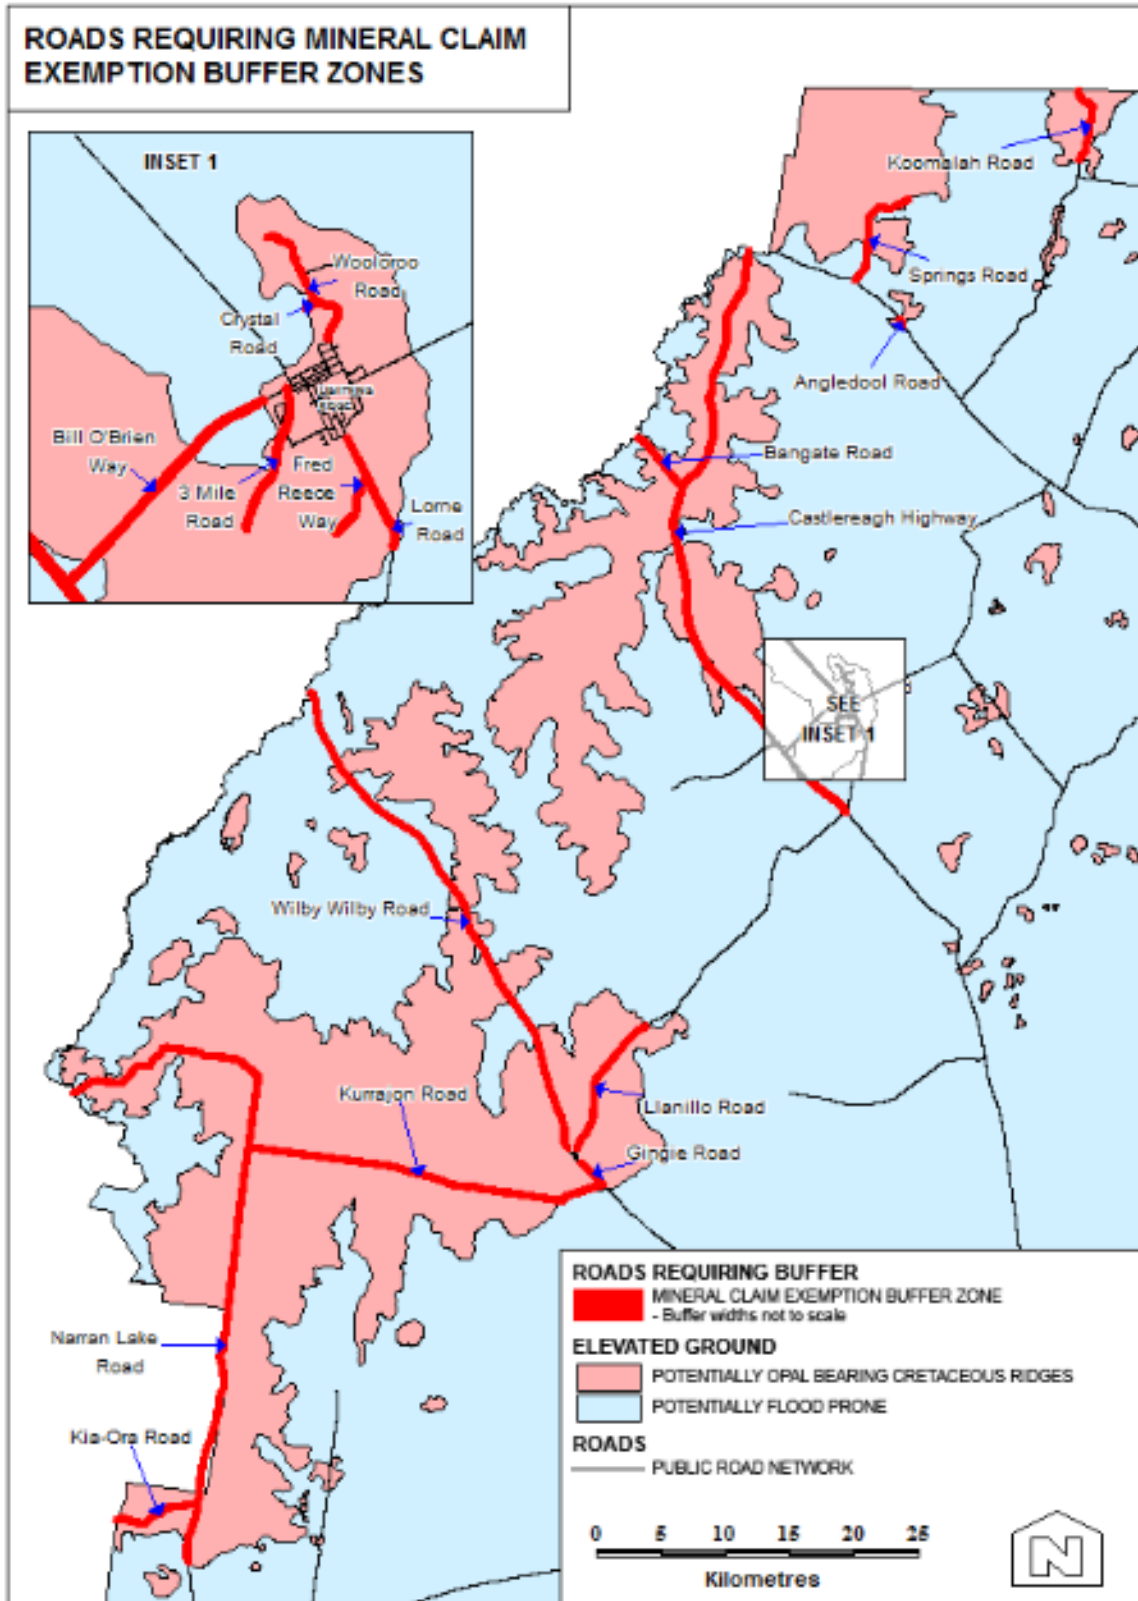 ROADS REQUIRING MINERAL CLAIM
EXEMPTION BUFFER ZONES
INSET 1
Wooloroo
Road
Crystal
Road
Bill O'Brien
Way
3 Mile
Road
Fred
Reece
Way
Lorne
Road
Koomalah Road
Springs Road
Angledool Road
Bangate Road
Castlereagh Highway
SEE
INSET 1
Wilby Wilby Road
Kurrajon Road
Llanillo Road
Gingie Road
Narran Lake
Road
Kia-Ora Road
ROADS REQUIRING BUFFER
MINERAL CLAIM EXEMPTION BUFFER ZONE
- Buffer widths not to scale
ELEVATED GROUND
POTENTIALLY OPAL BEARING CRETACEOUS RIDGES
POTENTIALLY FLOOD PRONE
ROADS
PUBLIC ROAD NETWORK
0 5 10 15 20 25
Kilometres
N